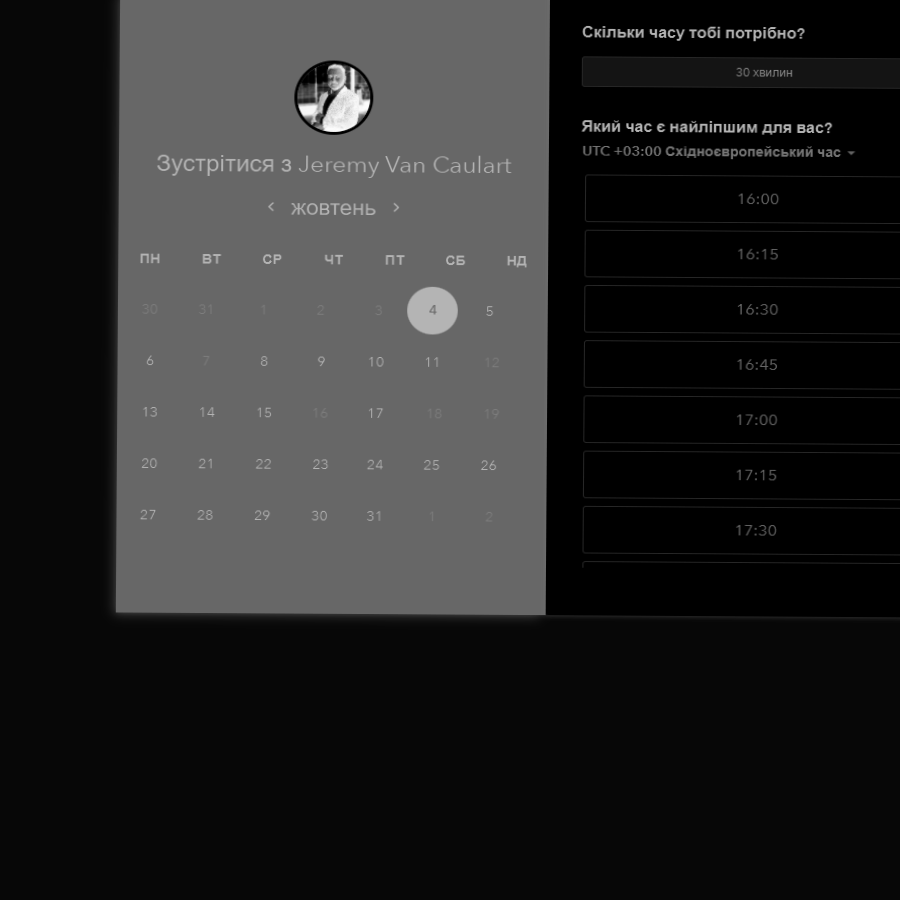 Зустрітися з Jeremy Van Caulart
жовтень
ПН ВТ СР ЧТ ПТ СБ НД
30 31 1 2 3 4 5
6 7 8 9 10 11 12
13 14 15 16 17 18 19
20 21 22 23 24 25 26
27 28 29 30 31 1 2
Скільки часу тобі потрібно?
30 хвилин
Який час є найліпшим для вас?
UTC +03:00 Східноєвропейський час
16:00
16:15
16:30
16:45
17:00
17:15
17:30